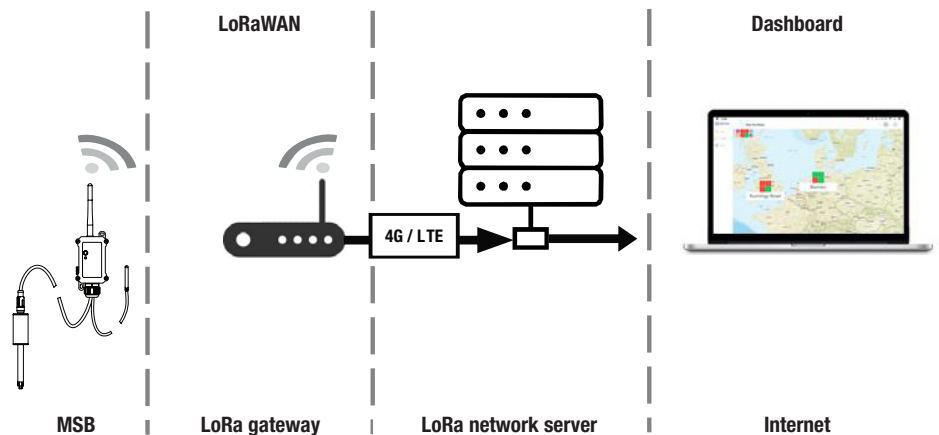 LoRaWAN
Dashboard
4G / LTE
MSB
LoRa gateway
LoRa network server
Internet